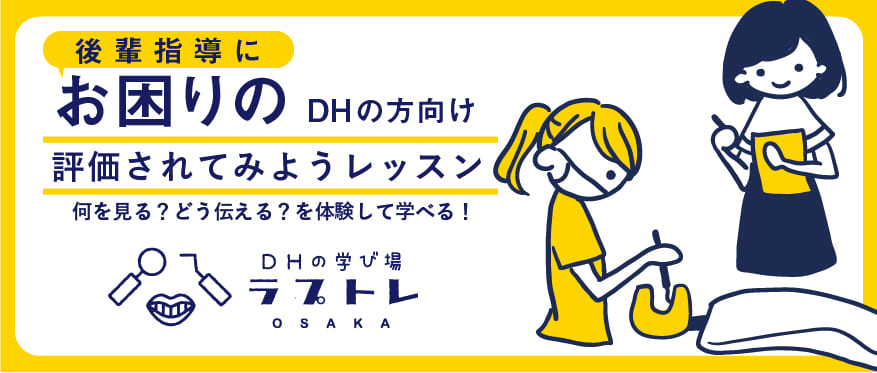 後輩指導に
お困りの DHの方向け
評価されてみようレッスン
何を見る？どう伝える？を体験して学べる！
DHの学び場
ラプトレ
OSAKA